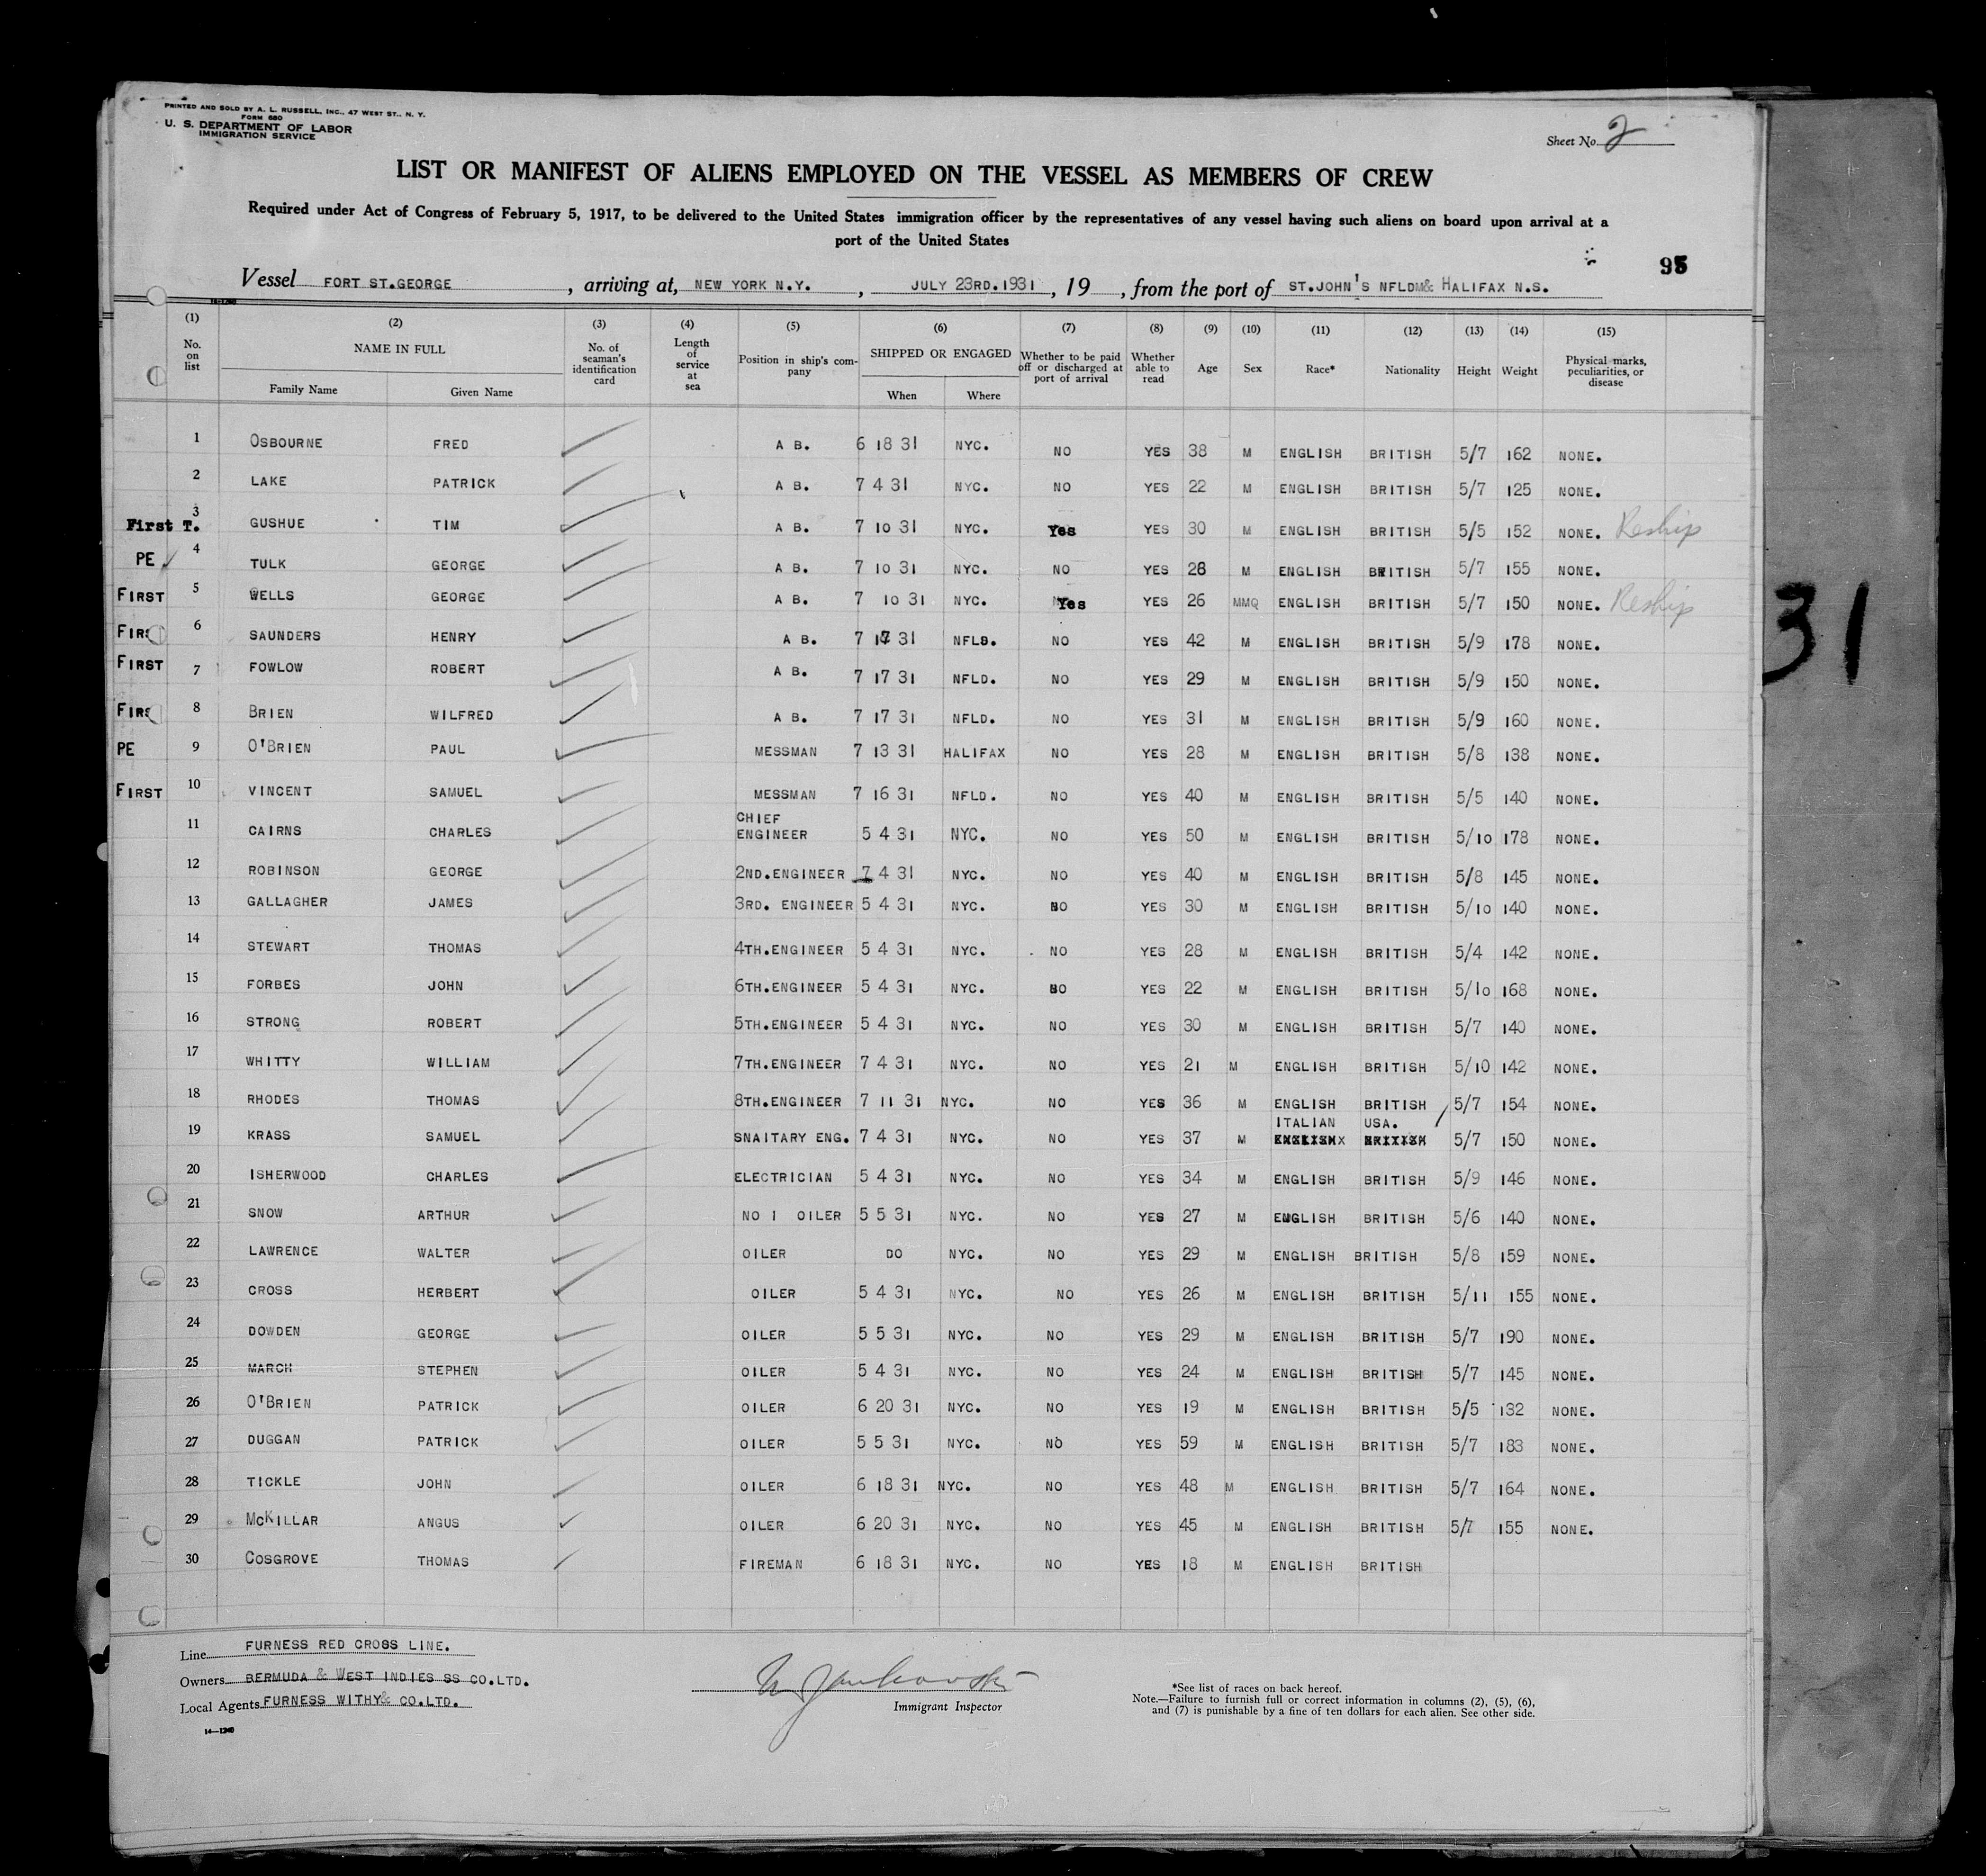 PRINTED AND SOLD BY A. L. RUSSELL, INC., 47 WEST ST., N. Y.
FORM 680
U. S. DEPARTMENT OF LABOR
IMMIGRATION SERVICE
Sheet No. 2
LIST OR MANIFEST OF ALIENS EMPLOYED ON THE VESSEL AS MEMBERS OF CREW
Required under Act of Congress of February 5, 1917, to be delivered to the United States immigration officer by the representatives of any vessel having such aliens on board upon arrival at a
port of the United States
95
Vessel FORT ST.GEORGE , arriving at, NEW YORK N.Y. , JULY 23RD.1931 , 19 , from the port of ST.JOHN'S NFLDM& HALIFAX N.S.
(1) (2) (3) (4) (5) (6) (7) (8) (9) (10) (11) (12) (13) (14) (15)
No. on list NAME IN FULL Family Name Given Name No. of seaman's identification card Length of service at sea Position in ship's company SHIPPED OR ENGAGED When Where Whether to be paid off or discharged at port of arrival Whether able to read Age Sex Race* Nationality Height Weight Physical marks, peculiarities, or disease
1 OSBOURNE FRED A B. 6 18 31 NYC. NO YES 38 M ENGLISH BRITISH 5/7 162 NONE.
2 LAKE PATRICK A B. 7 4 31 NYC. NO YES 22 M ENGLISH BRITISH 5/7 125 NONE.
First T. 3 GUSHUE TIM A B. 7 10 31 NYC. Yes YES 30 M ENGLISH BRITISH 5/5 152 NONE. Reship
PE 4 TULK GEORGE A B. 7 10 31 NYC. NO YES 28 M ENGLISH BRITISH 5/7 155 NONE.
FIRST 5 WELLS GEORGE A B. 7 10 31 NYC. Yes YES 26 MMQ ENGLISH BRITISH 5/7 150 NONE. Reship
FIRS 6 SAUNDERS HENRY A B. 7 17 31 NFLB. NO YES 42 M ENGLISH BRITISH 5/9 178 NONE.
FIRST 7 FOWLOW ROBERT A B. 7 17 31 NFLD. NO YES 29 M ENGLISH BRITISH 5/9 150 NONE.
FIRS 8 BRIEN WILFRED A B. 7 17 31 NFLD. NO YES 31 M ENGLISH BRITISH 5/9 160 NONE.
PE 9 O'BRIEN PAUL MESSMAN 7 13 31 HALIFAX NO YES 28 M ENGLISH BRITISH 5/8 138 NONE.
FIRST 10 VINCENT SAMUEL MESSMAN 7 16 31 NFLD. NO YES 40 M ENGLISH BRITISH 5/5 140 NONE.
11 CAIRNS CHARLES CHIEF ENGINEER 5 4 31 NYC. NO YES 50 M ENGLISH BRITISH 5/10 178 NONE.
12 ROBINSON GEORGE 2ND.ENGINEER 7 4 31 NYC. NO YES 40 M ENGLISH BRITISH 5/8 145 NONE.
13 GALLAGHER JAMES 3RD. ENGINEER 5 4 31 NYC. NO YES 30 M ENGLISH BRITISH 5/10 140 NONE.
14 STEWART THOMAS 4TH.ENGINEER 5 4 31 NYC. NO YES 28 M ENGLISH BRITISH 5/4 142 NONE.
15 FORBES JOHN 6TH.ENGINEER 5 4 31 NYC. NO YES 22 M ENGLISH BRITISH 5/10 168 NONE.
16 STRONG ROBERT 5TH.ENGINEER 5 4 31 NYC. NO YES 30 M ENGLISH BRITISH 5/7 140 NONE.
17 WHITTY WILLIAM 7TH.ENGINEER 7 4 31 NYC. NO YES 21 M ENGLISH BRITISH 5/10 142 NONE.
18 RHODES THOMAS 8TH.ENGINEER 7 11 31 NYC. NO YES 36 M ENGLISH BRITISH 5/7 154 NONE.
19 KRASS SAMUEL SNAITARY ENG. 7 4 31 NYC. NO YES 37 M ITALIAN USA. 5/7 150 NONE.
20 ISHERWOOD CHARLES ELECTRICIAN 5 4 31 NYC. NO YES 34 M ENGLISH BRITISH 5/9 146 NONE.
21 SNOW ARTHUR NO 1 OILER 5 5 31 NYC. NO YES 27 M ENGLISH BRITISH 5/6 140 NONE.
22 LAWRENCE WALTER OILER DO NYC. NO YES 29 M ENGLISH BRITISH 5/8 159 NONE.
23 CROSS HERBERT OILER 5 4 31 NYC. NO YES 26 M ENGLISH BRITISH 5/11 155 NONE.
24 DOWDEN GEORGE OILER 5 5 31 NYC. NO YES 29 M ENGLISH BRITISH 5/7 190 NONE.
25 MARCH STEPHEN OILER 5 4 31 NYC. NO YES 24 M ENGLISH BRITISH 5/7 145 NONE.
26 O'BRIEN PATRICK OILER 6 20 31 NYC. NO YES 19 M ENGLISH BRITISH 5/5 132 NONE.
27 DUGGAN PATRICK OILER 5 5 31 NYC. NO YES 59 M ENGLISH BRITISH 5/7 183 NONE.
28 TICKLE JOHN OILER 6 18 31 NYC. NO YES 48 M ENGLISH BRITISH 5/7 164 NONE.
29 MCKILLAR ANGUS OILER 6 20 31 NYC. NO YES 45 M ENGLISH BRITISH 5/7 155 NONE.
30 COSGROVE THOMAS FIREMAN 6 18 31 NYC. NO YES 18 M ENGLISH BRITISH
31
Line FURNESS RED CROSS LINE.
Owners BERMUDA & WEST INDIES SS CO.LTD.
Local Agents FURNESS WITHY& CO.LTD.
14—1240
Immigrant Inspector
*See list of races on back hereof.
Note.—Failure to furnish full or correct information in columns (2), (5), (6),
and (7) is punishable by a fine of ten dollars for each alien. See other side.